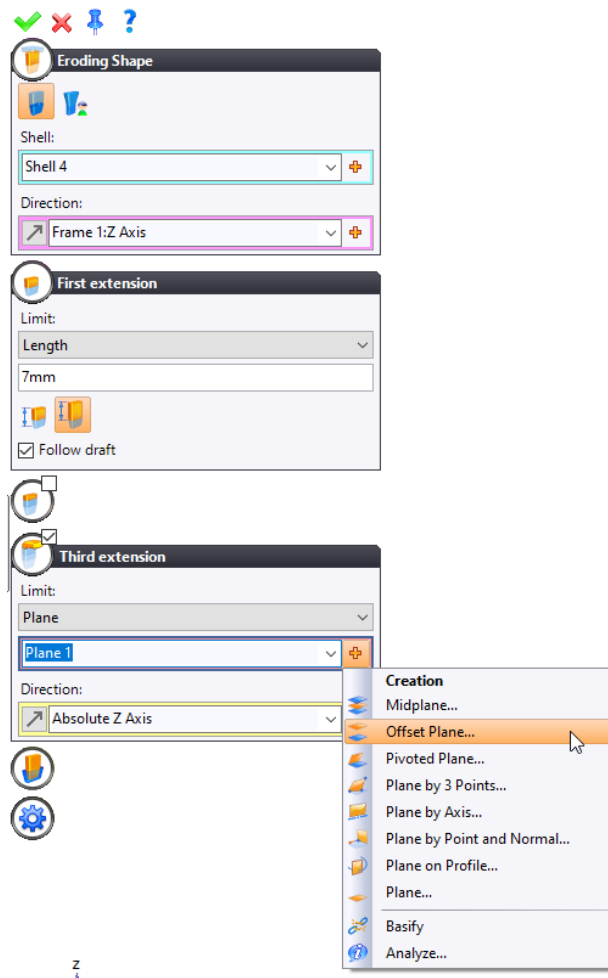 ?
Eroding Shape
Shell:
Shell 4
Direction:
Frame 1:Z Axis
First extension
Limit:
Length
7mm
Follow draft
Third extension
Limit:
Plane
Plane 1
Direction:
Absolute Z Axis
Creation
Midplane...
Offset Plane...
Pivoted Plane...
Plane by 3 Points...
Plane by Axis...
Plane by Point and Normal...
Plane on Profile...
Plane...
Basify
Analyze...
z